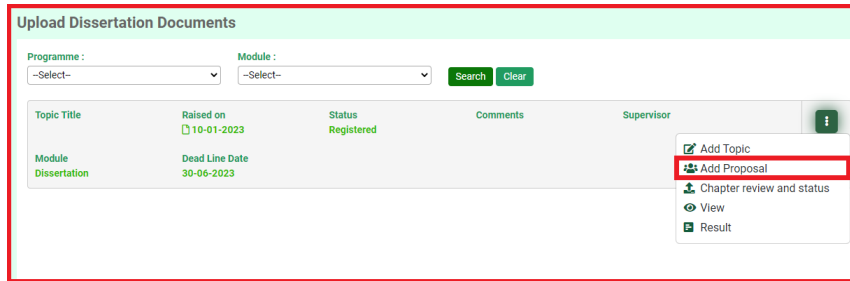 Upload Dissertation Documents
Programme : Module :
--Select-- --Select-- Search Clear
Topic Title Raised on Status Comments Supervisor
10-01-2023 Registered
Module Dead Line Date
Dissertation 30-06-2023
Add Topic
Add Proposal
Chapter review and status
View
Result